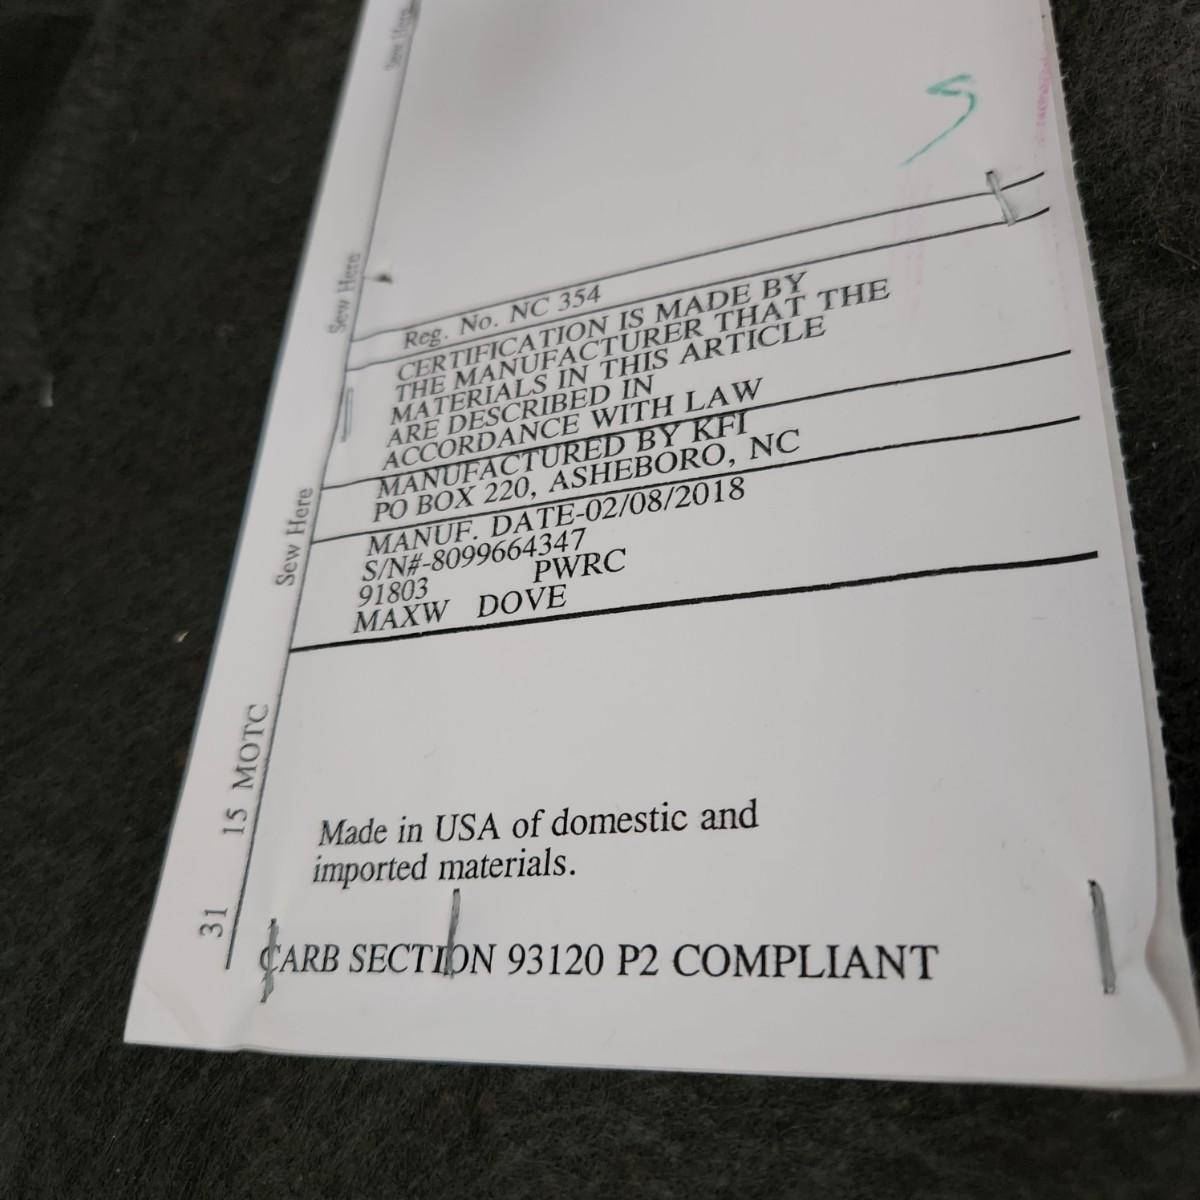 Sew Here
Reg. No. NC 354
CERTIFICATION IS MADE BY
THE MANUFACTURER THAT THE
MATERIALS IN THIS ARTICLE
ARE DESCRIBED IN
ACCORDANCE WITH LAW
MANUFACTURED BY KFI
PO BOX 220, ASHEBORO, NC
MANUF. DATE-02/08/2018
S/N#-8099664347
91803 PWRC
MAXW DOVE
Made in USA of domestic and
imported materials.
CARB SECTION 93120 P2 COMPLIANT
Sew Here
Sew Here
15 MOTC
31